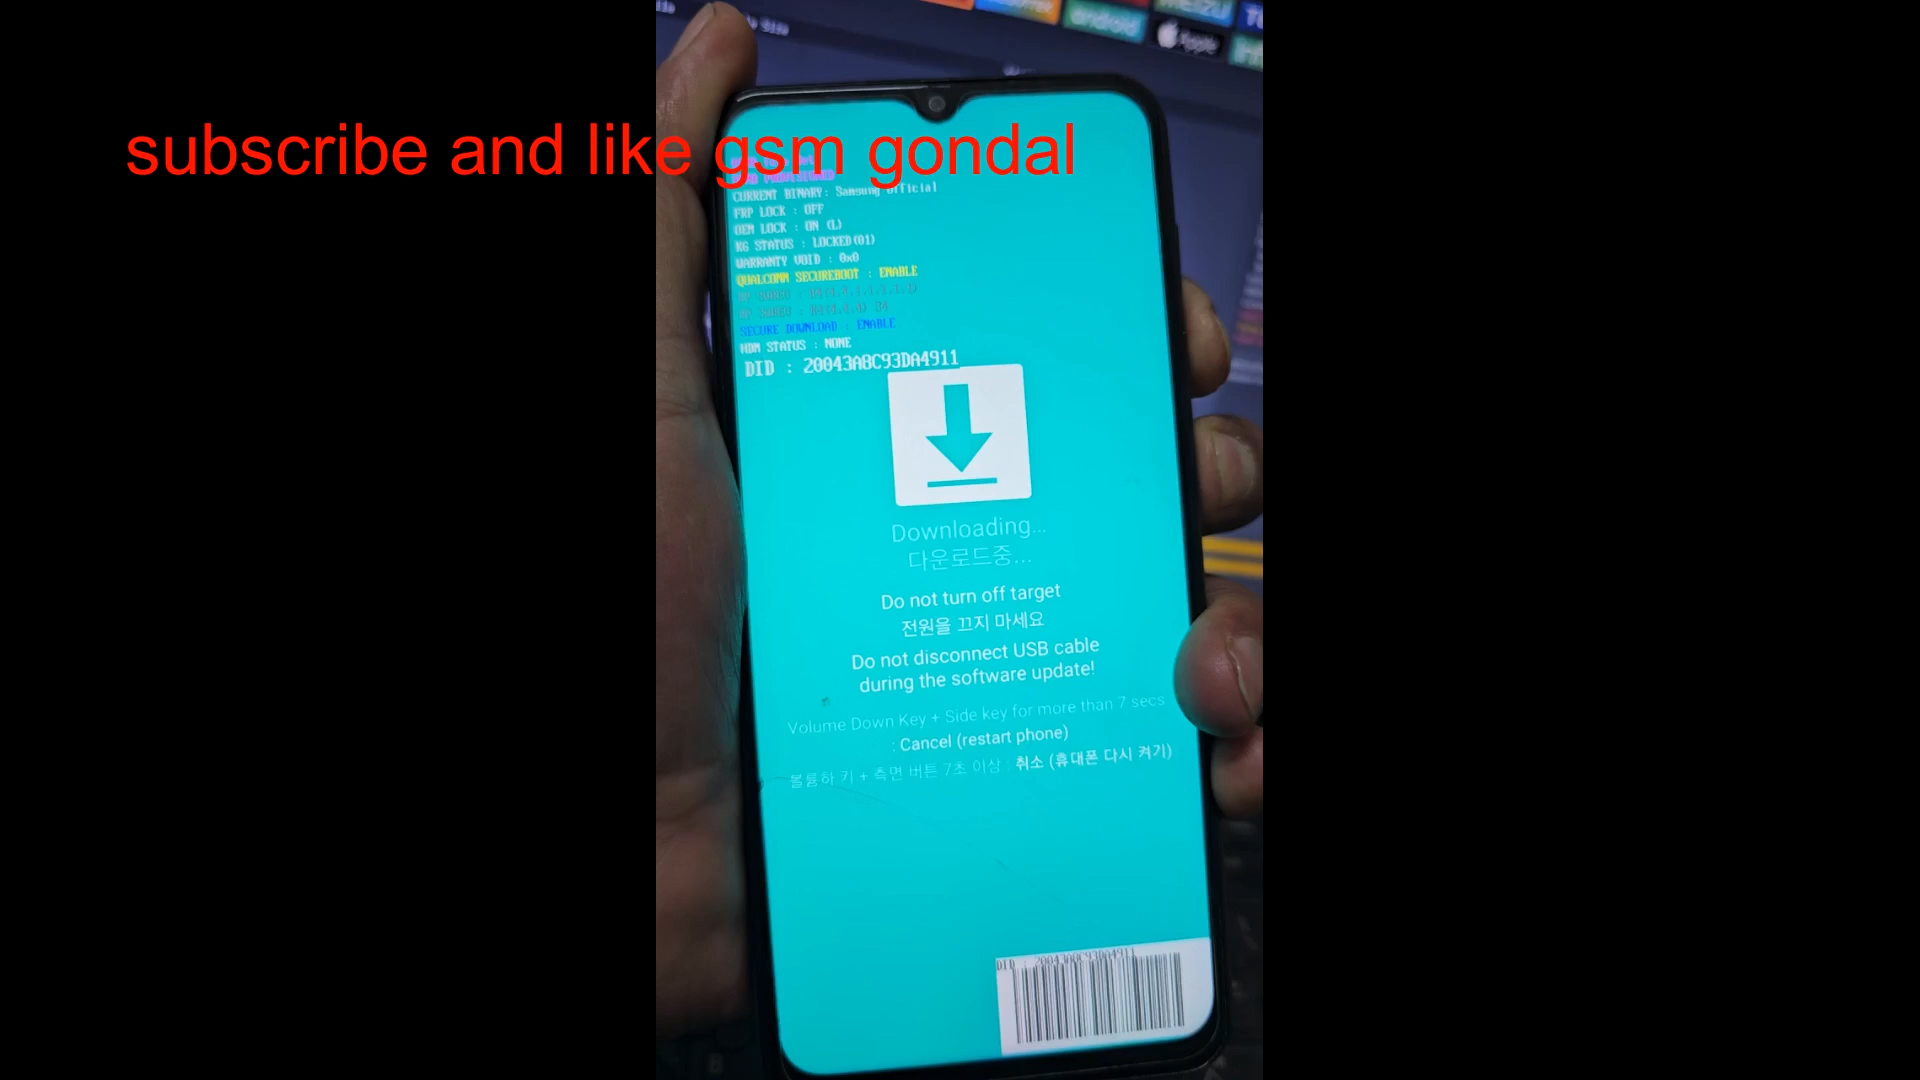 android
Apple
subscribe and like gsm gondal
CURRENT BINARY: Samsung Official
FRP LOCK : OFF
OEM LOCK : ON (L)
KG STATUS : LOCKED(01)
WARRANTY VOID : 0x0
QUALCOMM SECUREBOOT : ENABLE
SECURE DOWNLOAD : ENABLE
HDM STATUS : NONE
DID : 20043A8C93DA4911
Downloading...
다운로드중...
Do not turn off target
전원을 끄지 마세요
Do not disconnect USB cable
during the software update!
Volume Down Key + Side key for more than 7 secs
: Cancel (restart phone)
볼륨하 키 + 측면 버튼 7초 이상 : 취소 (휴대폰 다시 켜기)
DID : 20043A8C93DA4911